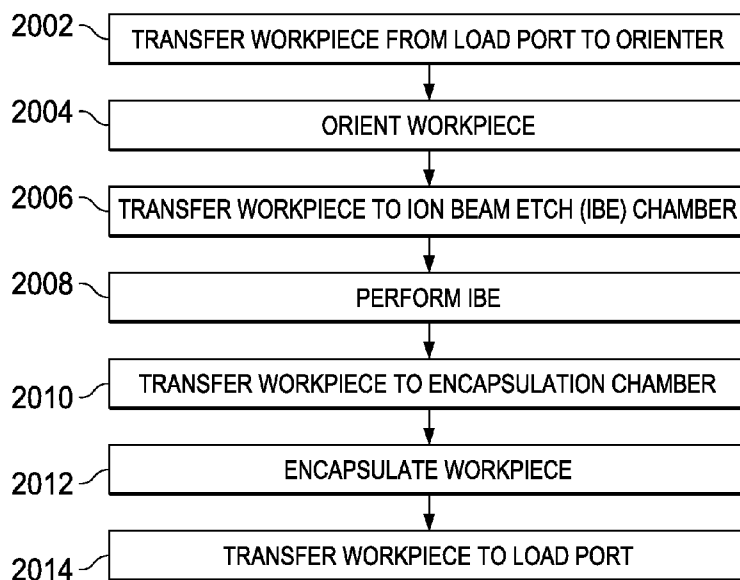 2002 TRANSFER WORKPIECE FROM LOAD PORT TO ORIENTER
2004 ORIENT WORKPIECE
2006 TRANSFER WORKPIECE TO ION BEAM ETCH (IBE) CHAMBER
2008 PERFORM IBE
2010 TRANSFER WORKPIECE TO ENCAPSULATION CHAMBER
2012 ENCAPSULATE WORKPIECE
2014 TRANSFER WORKPIECE TO LOAD PORT